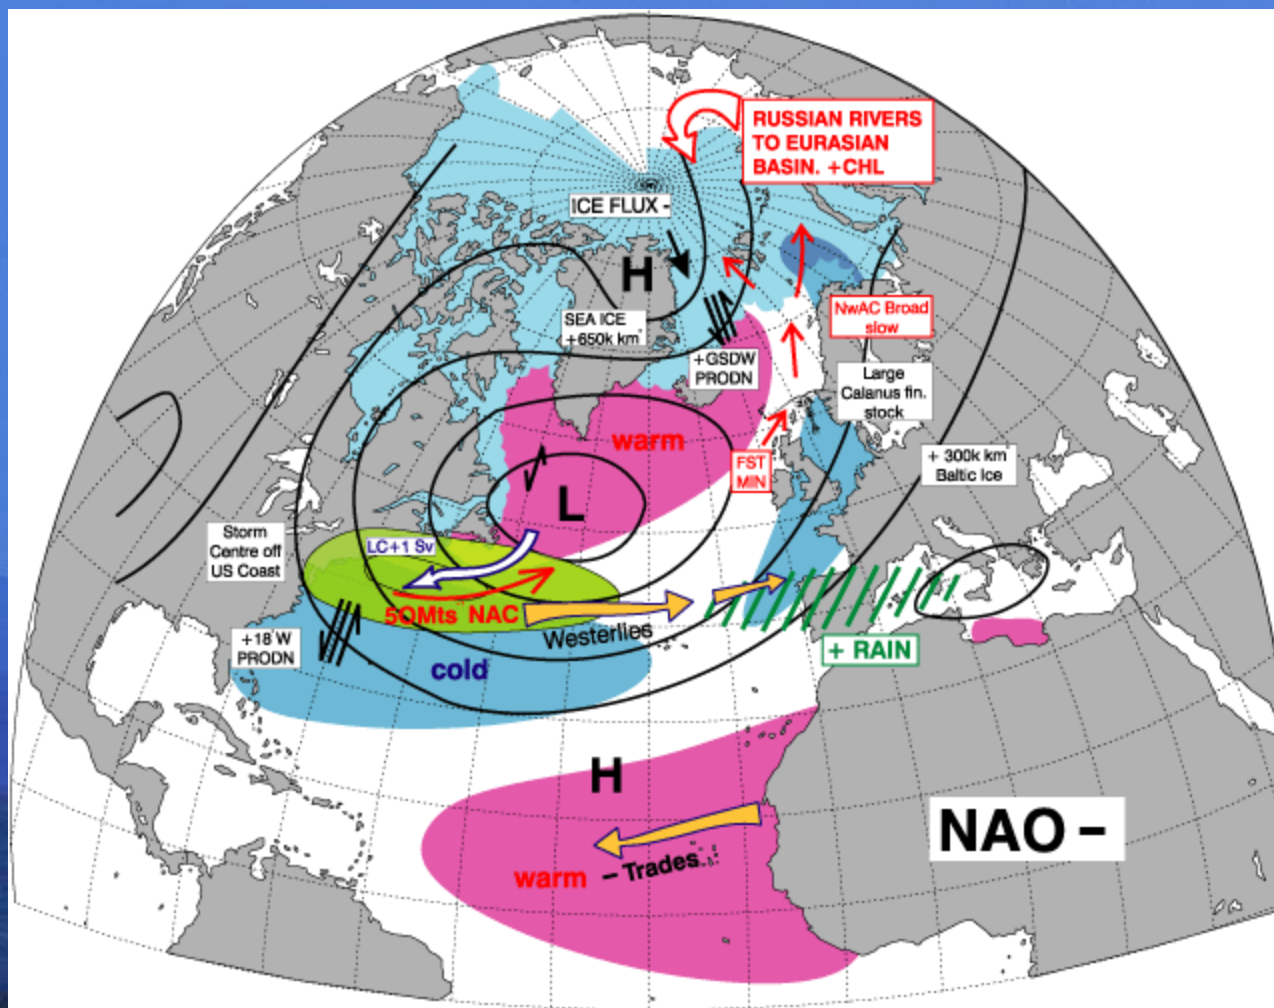 RUSSIAN RIVERS
TO EURASIAN
BASIN. +CHL
ICE FLUX -
H
SEA ICE
+650k km²
NwAC Broad
slow
+GSDW
PRODN
Large
Calanus fin.
stock
warm
FST
MIN
+ 300k km²
Baltic Ice
L
Storm
Centre off
US Coast
LC+1 Sv
50Mts NAC
Westerlies
+18°W
PRODN
+ RAIN
cold
H
NAO –
warm
– Trades